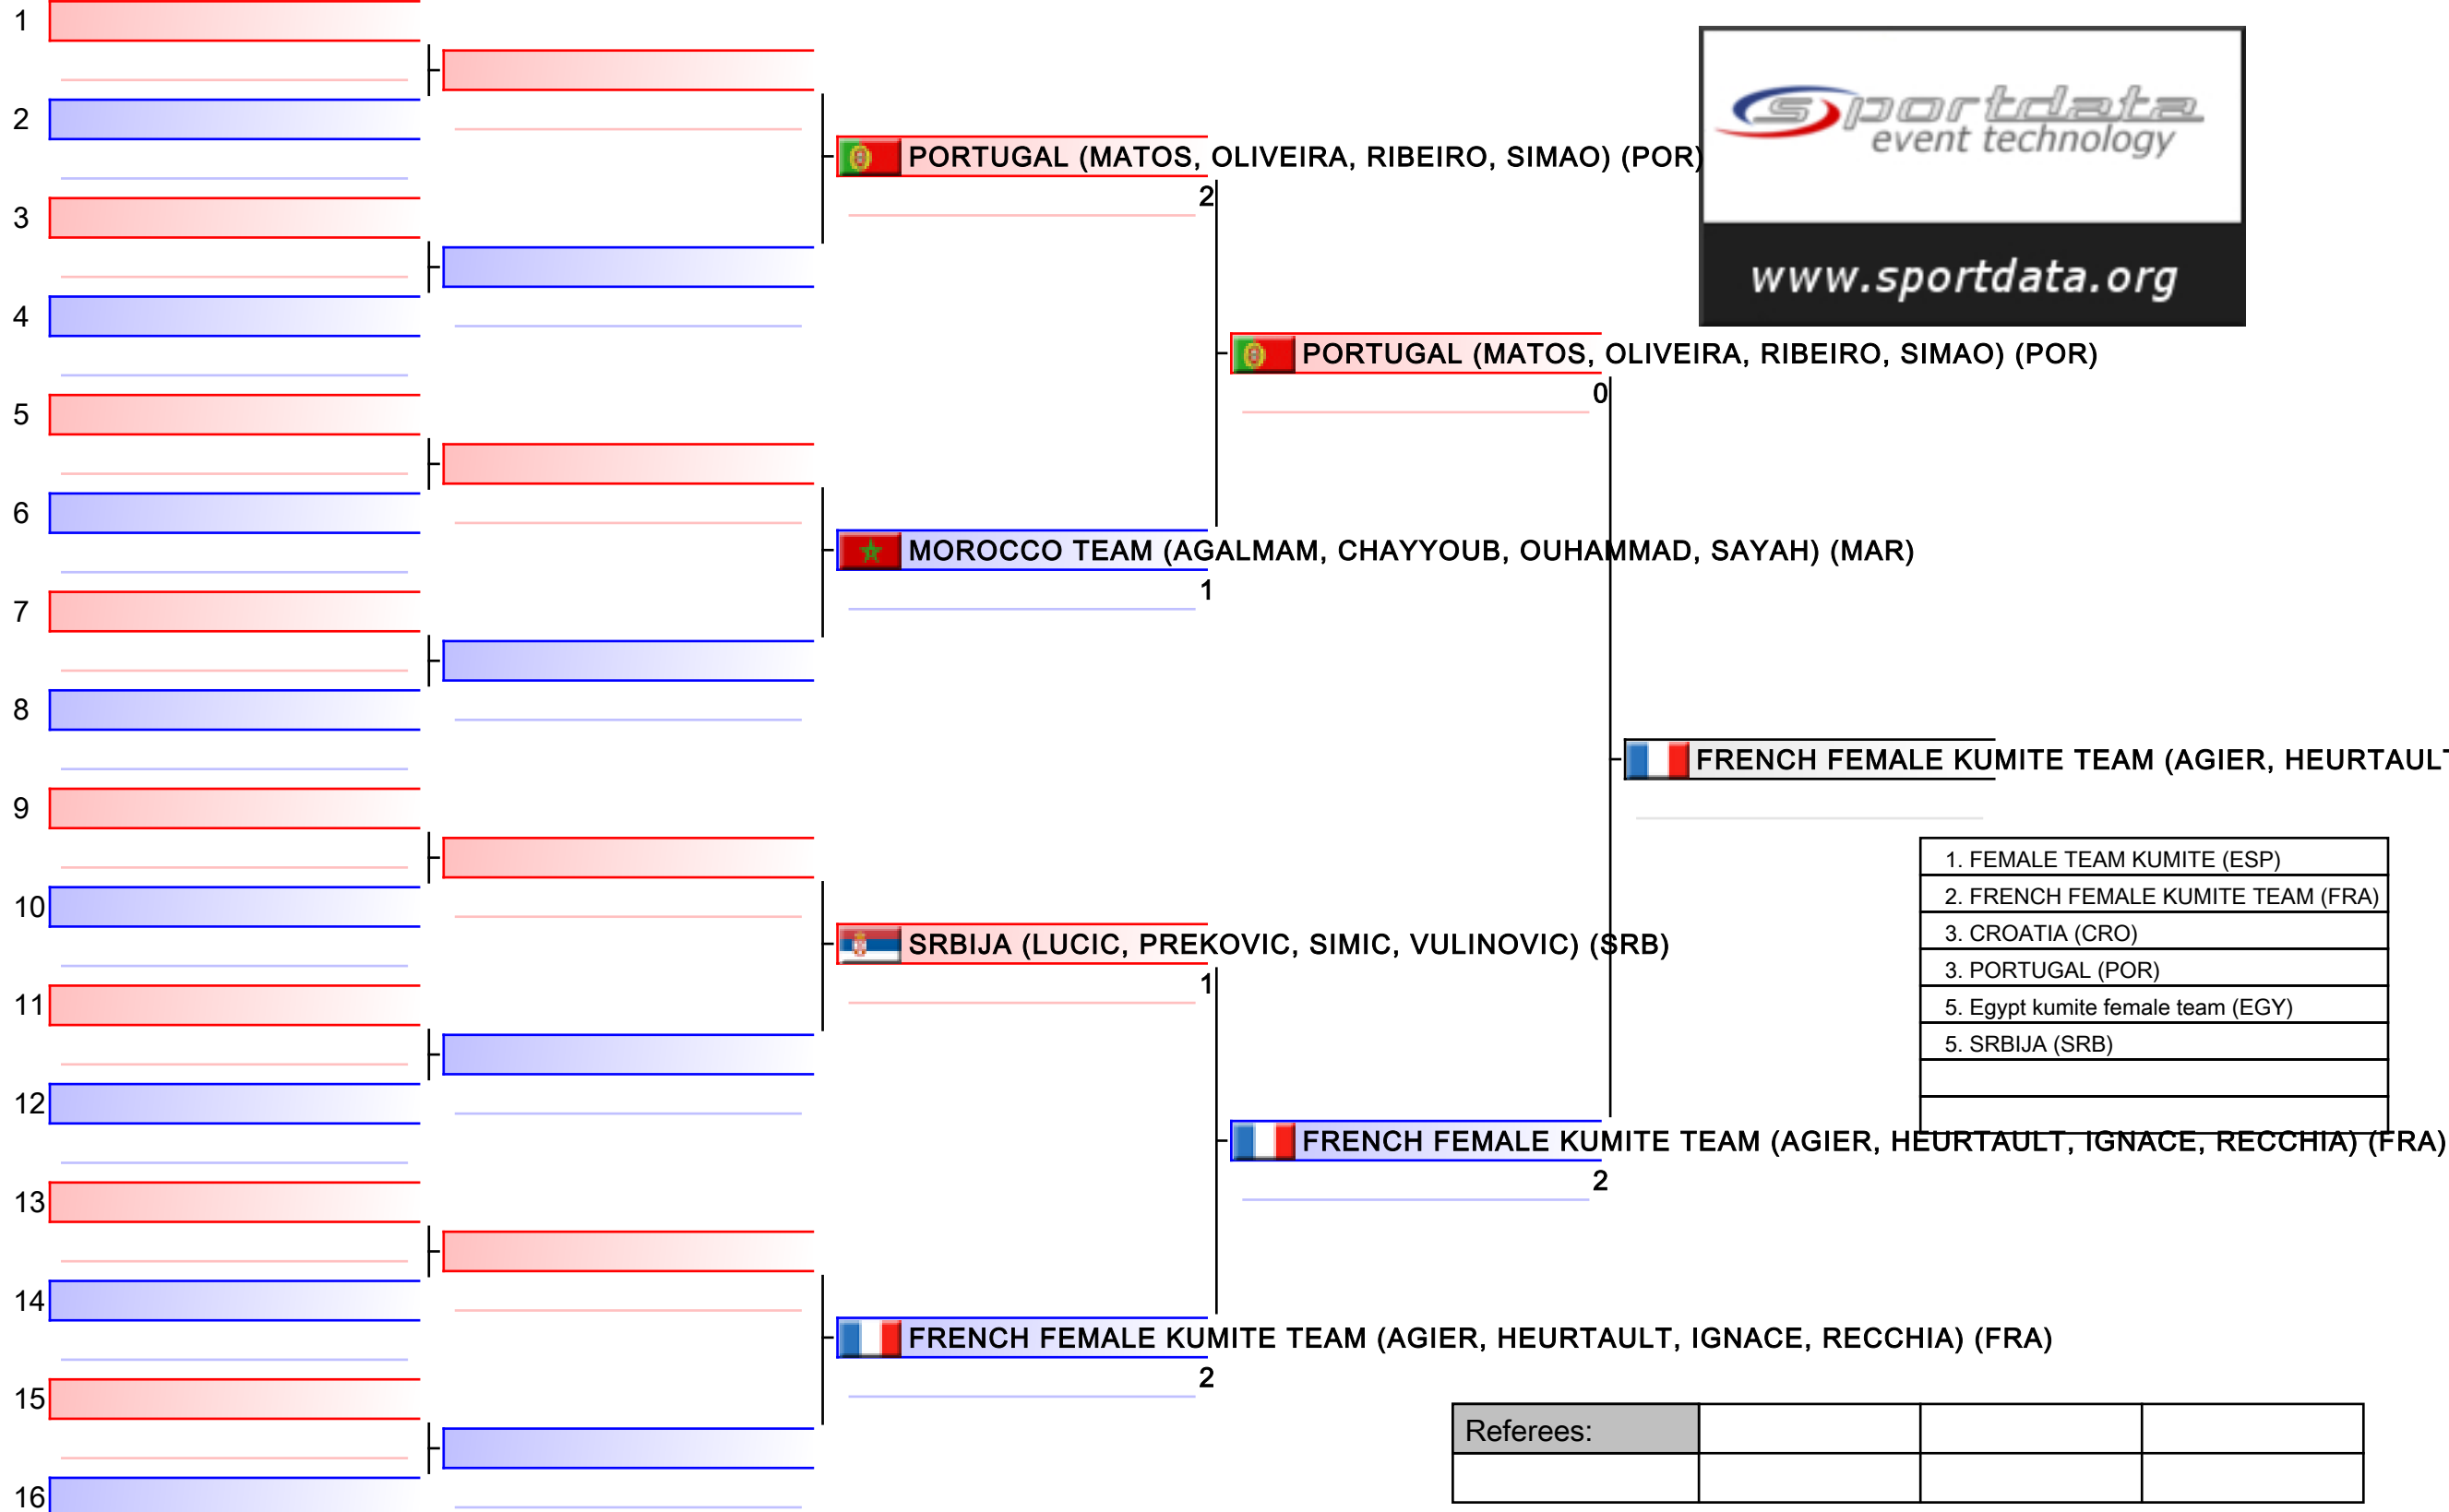 1
2
3
4
5
6
7
8
9
10
11
12
13
14
15
16
PORTUGAL (MATOS, OLIVEIRA, RIBEIRO, SIMAO) (POR)
2
MOROCCO TEAM (AGALMAM, CHAYYOUB, OUHAMMAD, SAYAH) (MAR)
1
SRBIJA (LUCIC, PREKOVIC, SIMIC, VULINOVIC) (SRB)
1
FRENCH FEMALE KUMITE TEAM (AGIER, HEURTAULT, IGNACE, RECCHIA) (FRA)
2
PORTUGAL (MATOS, OLIVEIRA, RIBEIRO, SIMAO) (POR)
0
FRENCH FEMALE KUMITE TEAM (AGIER, HEURTAULT, IGNACE, RECCHIA) (FRA)
2
FRENCH FEMALE KUMITE TEAM (AGIER, HEURTAULT
sportdata
event technology
www.sportdata.org
1. FEMALE TEAM KUMITE (ESP)
2. FRENCH FEMALE KUMITE TEAM (FRA)
3. CROATIA (CRO)
3. PORTUGAL (POR)
5. Egypt kumite female team (EGY)
5. SRBIJA (SRB)
Referees: